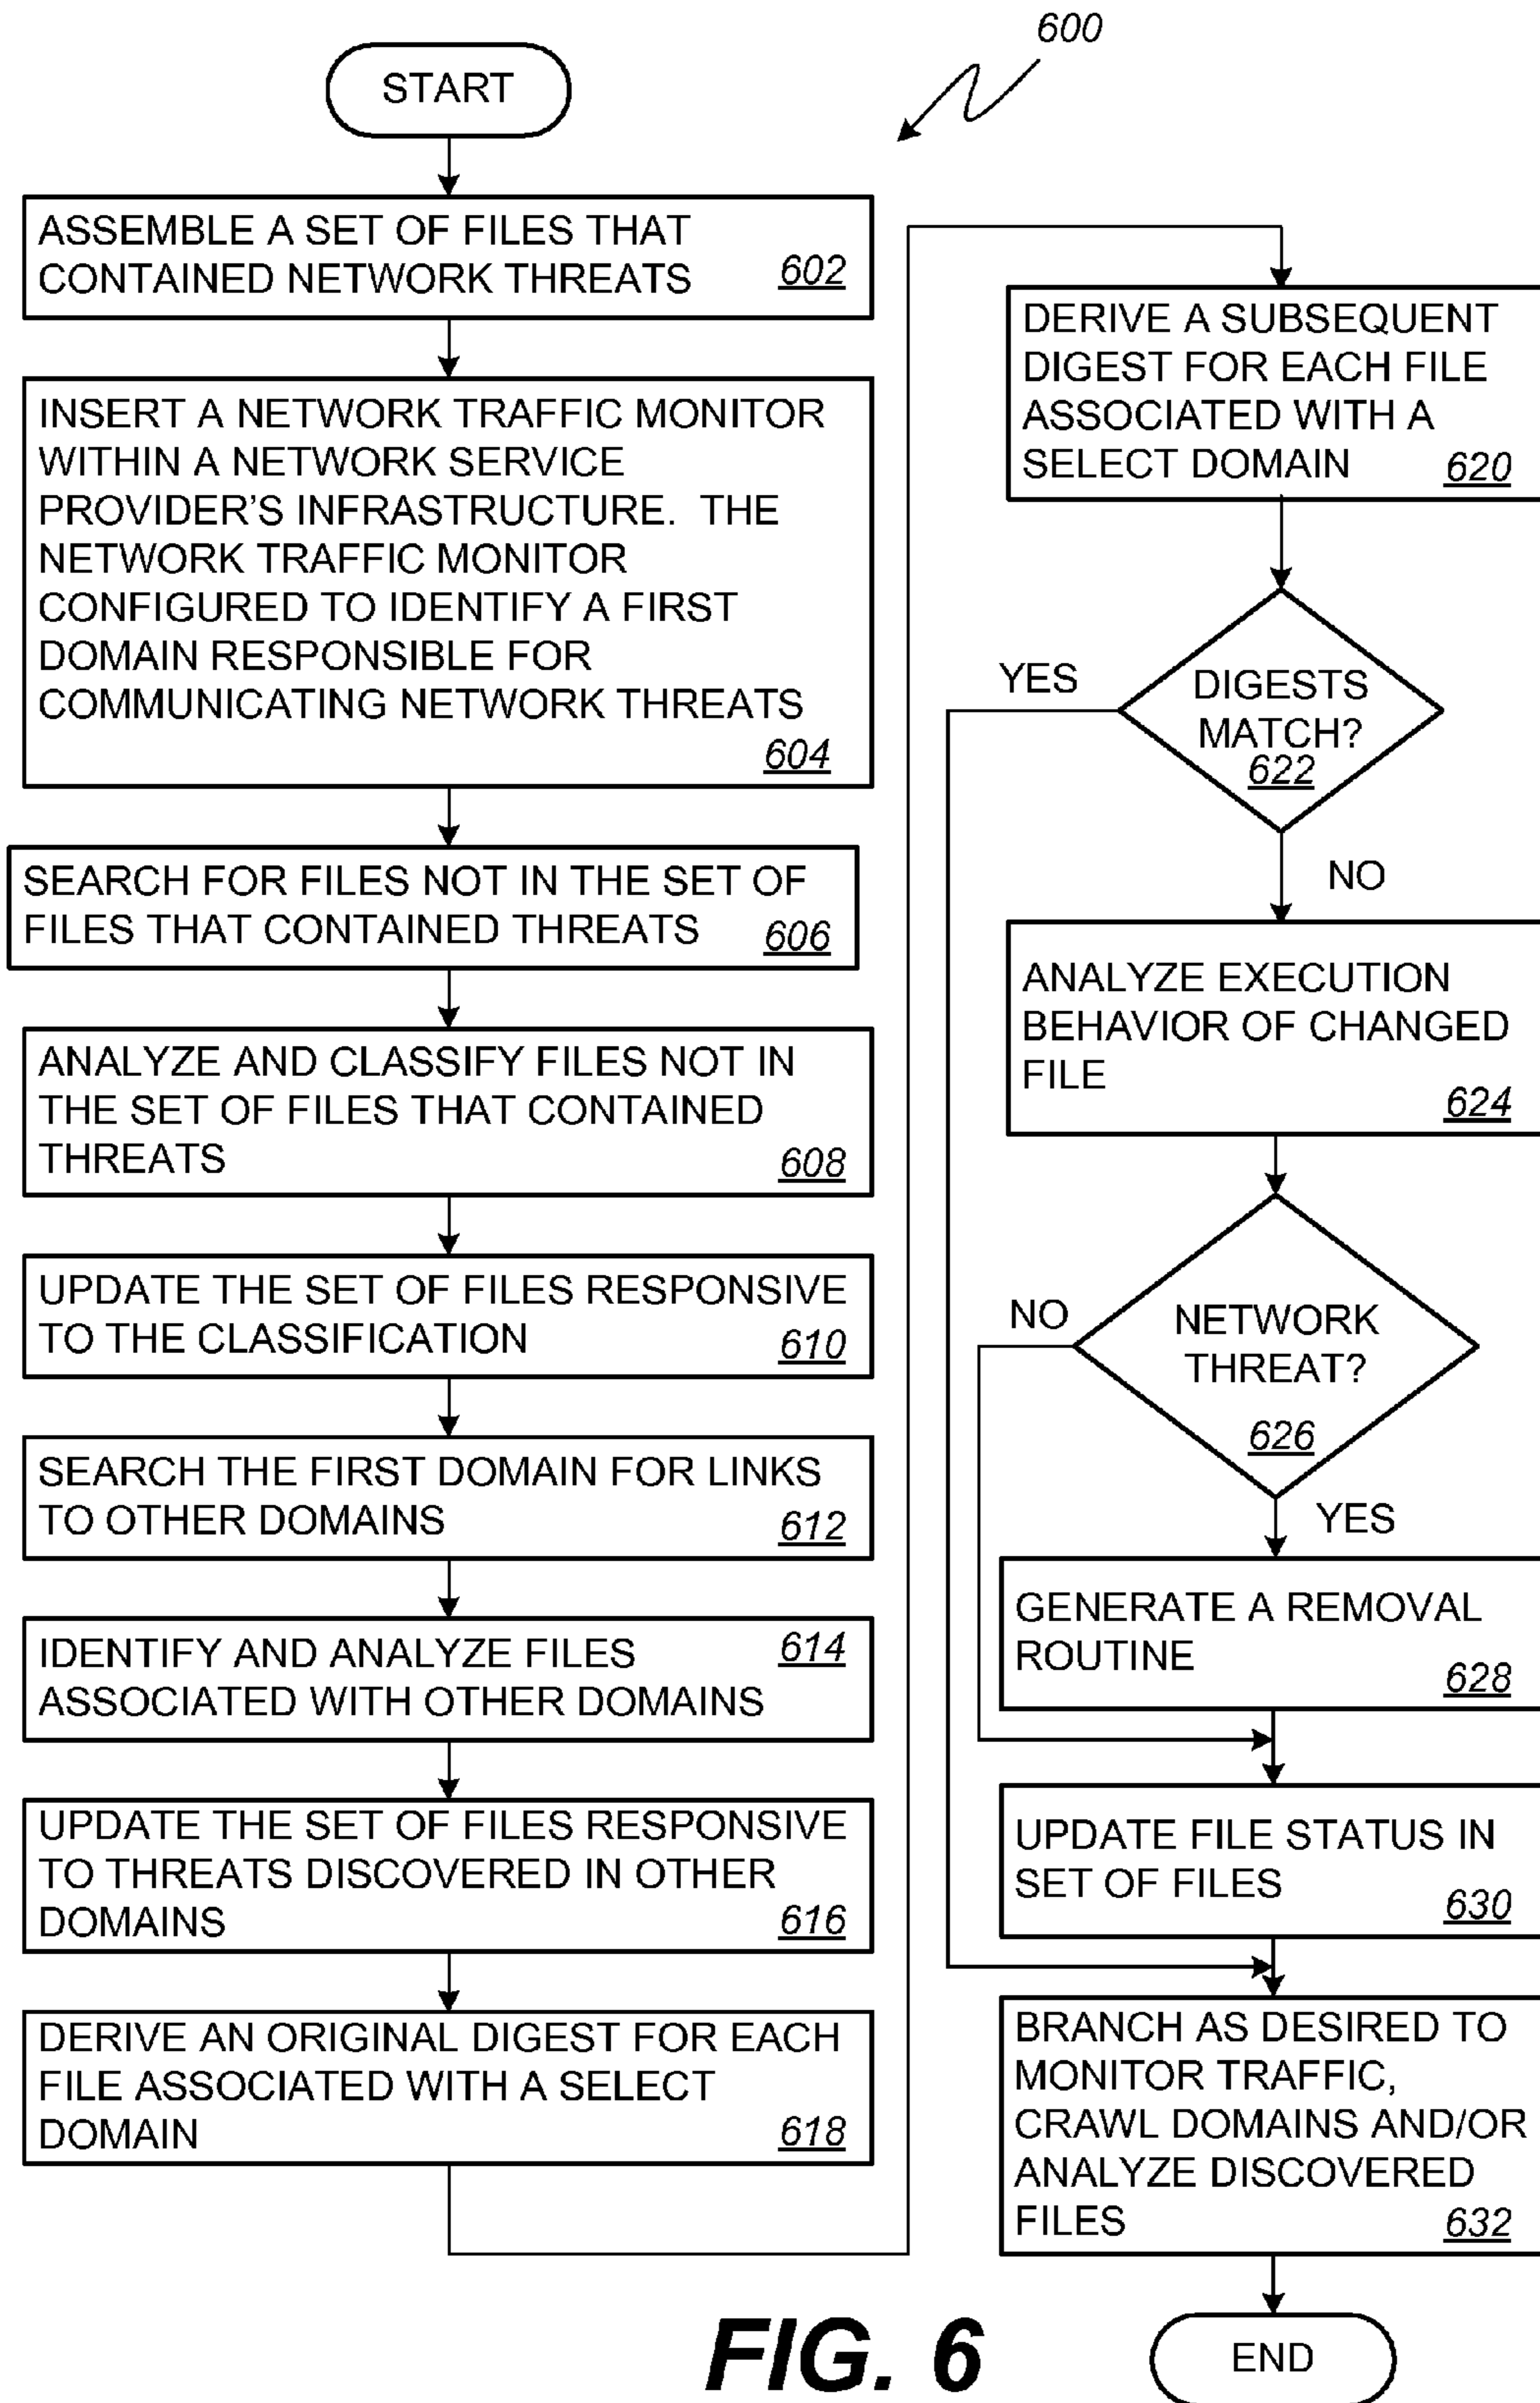 600
START
ASSEMBLE A SET OF FILES THAT
CONTAINED NETWORK THREATS 602
INSERT A NETWORK TRAFFIC MONITOR
WITHIN A NETWORK SERVICE
PROVIDER'S INFRASTRUCTURE. THE
NETWORK TRAFFIC MONITOR
CONFIGURED TO IDENTIFY A FIRST
DOMAIN RESPONSIBLE FOR
COMMUNICATING NETWORK THREATS
604
SEARCH FOR FILES NOT IN THE SET OF
FILES THAT CONTAINED THREATS 606
ANALYZE AND CLASSIFY FILES NOT IN
THE SET OF FILES THAT CONTAINED
THREATS 608
UPDATE THE SET OF FILES RESPONSIVE
TO THE CLASSIFICATION 610
SEARCH THE FIRST DOMAIN FOR LINKS
TO OTHER DOMAINS 612
IDENTIFY AND ANALYZE FILES 614
ASSOCIATED WITH OTHER DOMAINS
UPDATE THE SET OF FILES RESPONSIVE
TO THREATS DISCOVERED IN OTHER
DOMAINS 616
DERIVE AN ORIGINAL DIGEST FOR EACH
FILE ASSOCIATED WITH A SELECT
DOMAIN 618
DERIVE A SUBSEQUENT
DIGEST FOR EACH FILE
ASSOCIATED WITH A
SELECT DOMAIN 620
YES
DIGESTS
MATCH?
622
NO
ANALYZE EXECUTION
BEHAVIOR OF CHANGED
FILE 624
NO
NETWORK
THREAT?
626
YES
GENERATE A REMOVAL
ROUTINE 628
UPDATE FILE STATUS IN
SET OF FILES 630
BRANCH AS DESIRED TO
MONITOR TRAFFIC,
CRAWL DOMAINS AND/OR
ANALYZE DISCOVERED
FILES 632
END
FIG. 6